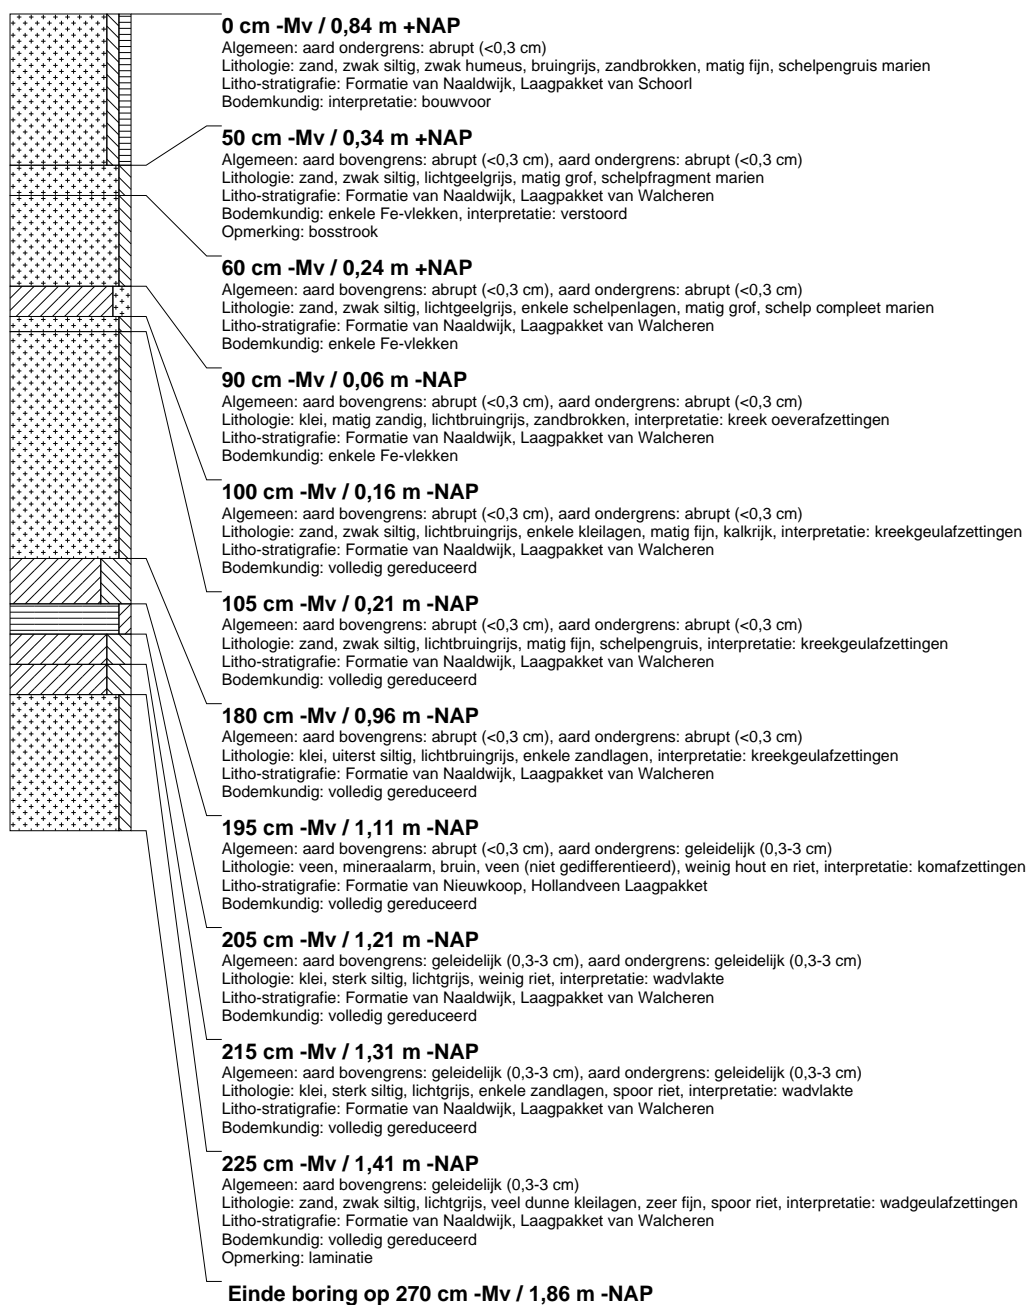 0 cm -Mv / 0,84 m +NAP
Algemeen: aard ondergrens: abrupt (<0,3 cm)
Lithologie: zand, zwak siltig, zwak humeus, bruingrijs, zandbrokken, matig fijn, schelpengruis marien
Litho-stratigrafie: Formatie van Naaldwijk, Laagpakket van Schoorl
Bodemkundig: interpretatie: bouwvoor
50 cm -Mv / 0,34 m +NAP
Algemeen: aard bovengrens: abrupt (<0,3 cm), aard ondergrens: abrupt (<0,3 cm)
Lithologie: zand, zwak siltig, lichtgeelgrijs, matig grof, schelpfragment marien
Litho-stratigrafie: Formatie van Naaldwijk, Laagpakket van Walcheren
Bodemkundig: enkele Fe-vlekken, interpretatie: verstoord
Opmerking: bosstrook
60 cm -Mv / 0,24 m +NAP
Algemeen: aard bovengrens: abrupt (<0,3 cm), aard ondergrens: abrupt (<0,3 cm)
Lithologie: zand, zwak siltig, lichtgeelgrijs, enkele schelpenlagen, matig grof, schelp compleet marien
Litho-stratigrafie: Formatie van Naaldwijk, Laagpakket van Walcheren
Bodemkundig: enkele Fe-vlekken
90 cm -Mv / 0,06 m -NAP
Algemeen: aard bovengrens: abrupt (<0,3 cm), aard ondergrens: abrupt (<0,3 cm)
Lithologie: klei, matig zandig, lichtbruingrijs, zandbrokken, interpretatie: kreek oeverafzettingen
Litho-stratigrafie: Formatie van Naaldwijk, Laagpakket van Walcheren
Bodemkundig: enkele Fe-vlekken
100 cm -Mv / 0,16 m -NAP
Algemeen: aard bovengrens: abrupt (<0,3 cm), aard ondergrens: abrupt (<0,3 cm)
Lithologie: zand, zwak siltig, lichtbruingrijs, enkele kleilagen, matig fijn, kalkrijk, interpretatie: kreekgeulafzettingen
Litho-stratigrafie: Formatie van Naaldwijk, Laagpakket van Walcheren
Bodemkundig: volledig gereduceerd
105 cm -Mv / 0,21 m -NAP
Algemeen: aard bovengrens: abrupt (<0,3 cm), aard ondergrens: abrupt (<0,3 cm)
Lithologie: zand, zwak siltig, lichtbruingrijs, matig fijn, schelpengruis, interpretatie: kreekgeulafzettingen
Litho-stratigrafie: Formatie van Naaldwijk, Laagpakket van Walcheren
Bodemkundig: volledig gereduceerd
180 cm -Mv / 0,96 m -NAP
Algemeen: aard bovengrens: abrupt (<0,3 cm), aard ondergrens: abrupt (<0,3 cm)
Lithologie: klei, uiterst siltig, lichtbruingrijs, enkele zandlagen, interpretatie: kreekgeulafzettingen
Litho-stratigrafie: Formatie van Naaldwijk, Laagpakket van Walcheren
Bodemkundig: volledig gereduceerd
195 cm -Mv / 1,11 m -NAP
Algemeen: aard bovengrens: abrupt (<0,3 cm), aard ondergrens: geleidelijk (0,3-3 cm)
Lithologie: veen, mineraalarm, bruin, veen (niet gedifferentieerd), weinig hout en riet, interpretatie: komafzettingen
Litho-stratigrafie: Formatie van Nieuwkoop, Hollandveen Laagpakket
Bodemkundig: volledig gereduceerd
205 cm -Mv / 1,21 m -NAP
Algemeen: aard bovengrens: geleidelijk (0,3-3 cm), aard ondergrens: geleidelijk (0,3-3 cm)
Lithologie: klei, sterk siltig, lichtgrijs, weinig riet, interpretatie: wadvlakte
Litho-stratigrafie: Formatie van Naaldwijk, Laagpakket van Walcheren
Bodemkundig: volledig gereduceerd
215 cm -Mv / 1,31 m -NAP
Algemeen: aard bovengrens: geleidelijk (0,3-3 cm), aard ondergrens: geleidelijk (0,3-3 cm)
Lithologie: klei, sterk siltig, lichtgrijs, enkele zandlagen, spoor riet, interpretatie: wadvlakte
Litho-stratigrafie: Formatie van Naaldwijk, Laagpakket van Walcheren
Bodemkundig: volledig gereduceerd
225 cm -Mv / 1,41 m -NAP
Algemeen: aard bovengrens: geleidelijk (0,3-3 cm)
Lithologie: zand, zwak siltig, lichtgrijs, veel dunne kleilagen, zeer fijn, spoor riet, interpretatie: wadgeulafzettingen
Litho-stratigrafie: Formatie van Naaldwijk, Laagpakket van Walcheren
Bodemkundig: volledig gereduceerd
Opmerking: laminatie
Einde boring op 270 cm -Mv / 1,86 m -NAP